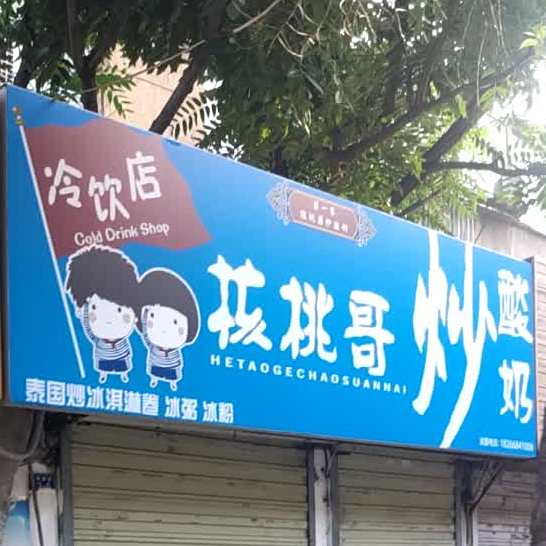 冷饮店
Cold Drink Shop
核桃哥
炒
酸奶
HETAOGECHAOSUANNAI
泰国炒冰淇淋卷 冰粥 冰粉